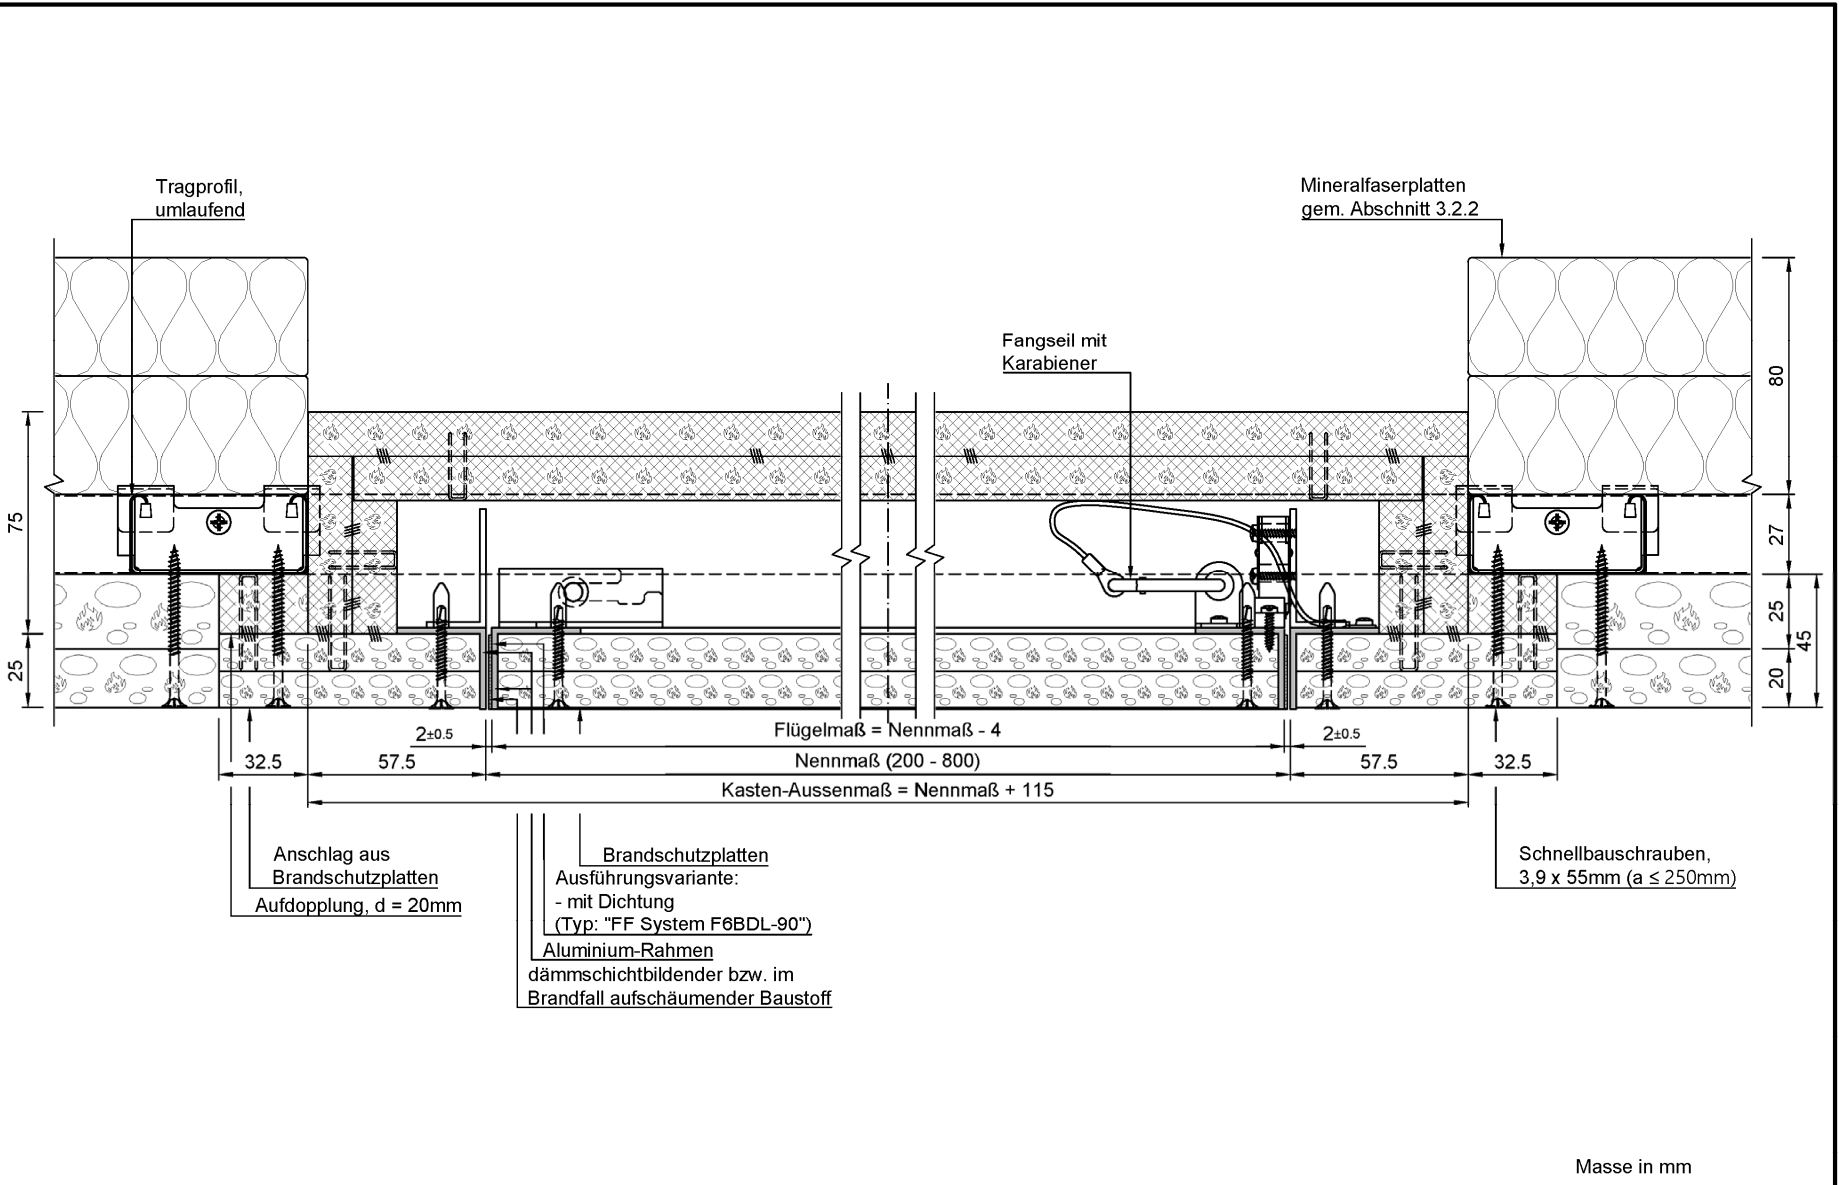 Tragprofil,
umlaufend
Mineralfaserplatten
gem. Abschnitt 3.2.2
Fangseil mit
Karabiener
80
75
27
25
45
25
20
Flügelmaß = Nennmaß - 4
2±0.5
2±0.5
32.5
57.5
Nennmaß (200 - 800)
57.5
32.5
Kasten-Aussenmaß = Nennmaß + 115
Anschlag aus
Brandschutzplatten
Aufdopplung, d = 20mm
Brandschutzplatten
Ausführungsvariante:
- mit Dichtung
(Typ: "FF System F6BDL-90")
Aluminium-Rahmen
dämmschichtbildender bzw. im
Brandfall aufschäumender Baustoff
Schnellbauschrauben,
3,9 x 55mm (a ≤ 250mm)
Masse in mm